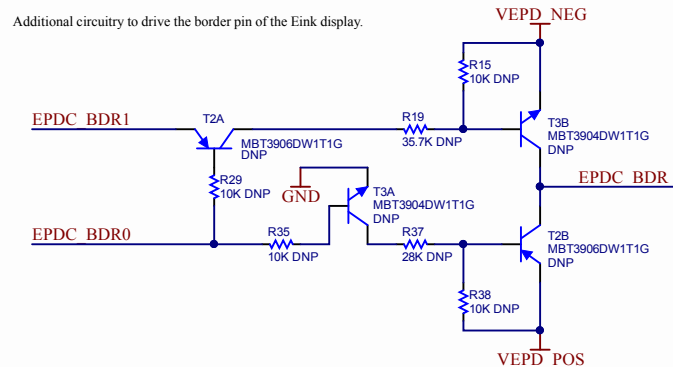 Additional circuitry to drive the border pin of the Eink display.
VEPD_NEG
R15
10K DNP
EPDC_BDR1
T2A
MBT3906DW1T1G
DNP
R19
35.7K DNP
T3B
MBT3904DW1T1G
DNP
R29
10K DNP
GND
T3A
MBT3904DW1T1G
DNP
EPDC_BDR
EPDC_BDR0
R35
10K DNP
R37
28K DNP
T2B
MBT3906DW1T1G
DNP
R38
10K DNP
VEPD_POS